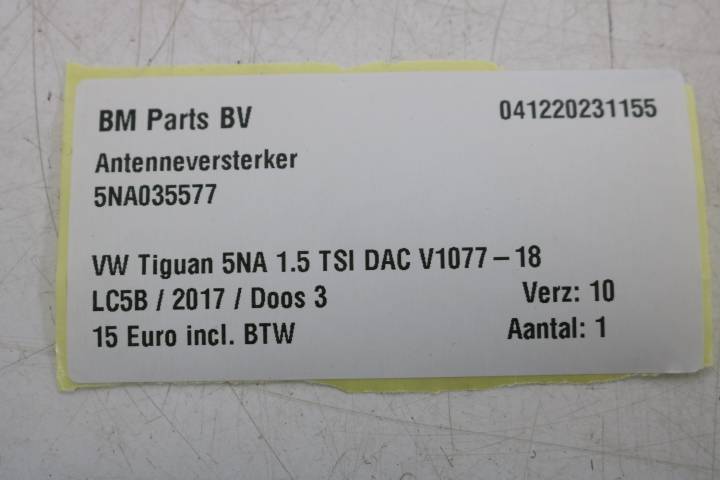 BM Parts BV 041220231155
Antenneversterker
5NA035577
VW Tiguan 5NA 1.5 TSI DAC V1077 – 18
LC5B / 2017 / Doos 3 Verz: 10
15 Euro incl. BTW Aantal: 1